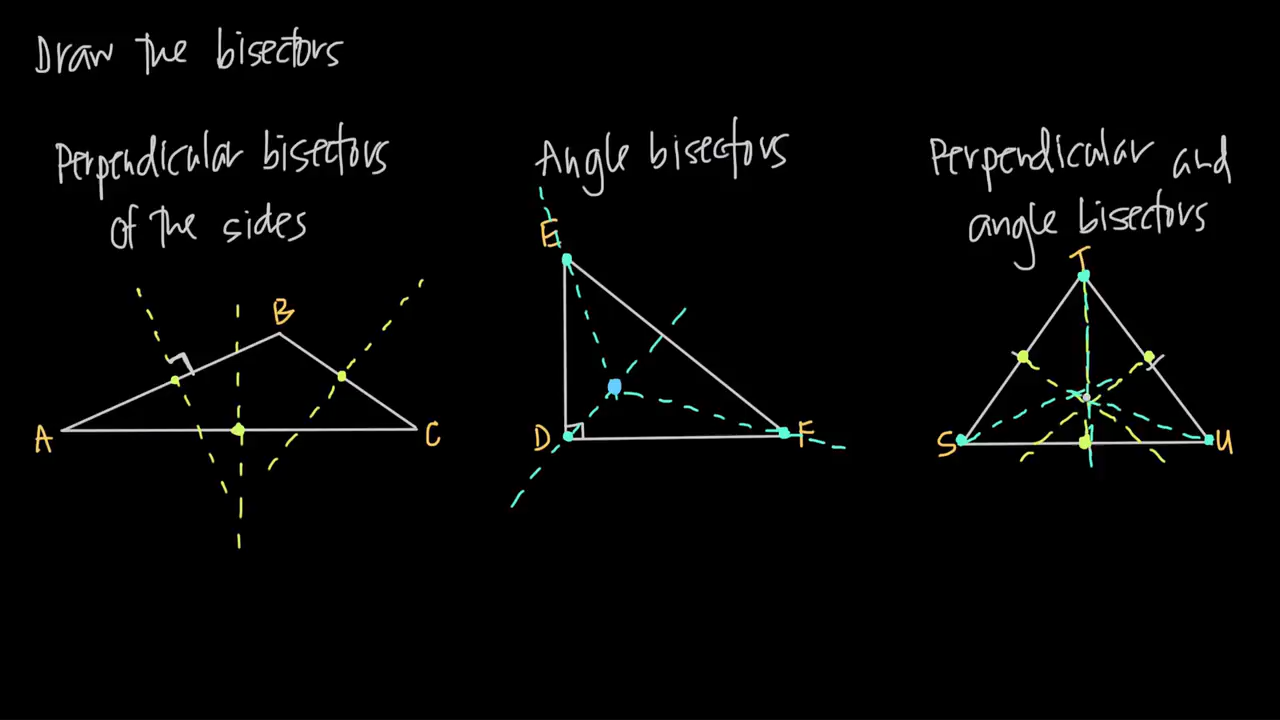 Draw the bisectors
Perpendicular bisectors
of the sides
Angle bisectors
Perpendicular and
angle bisectors
B
A
C
E
D
F
T
S
U